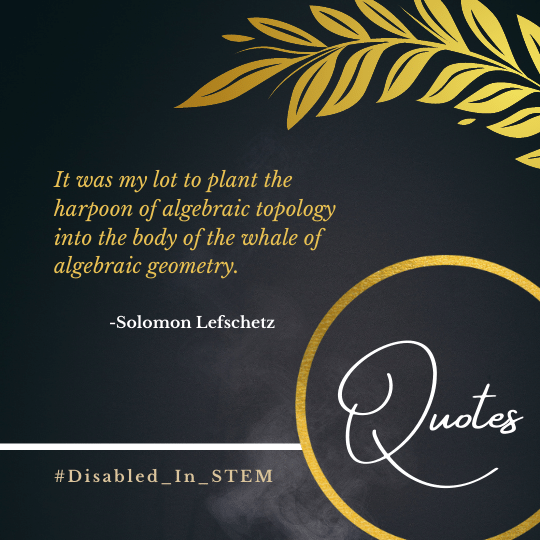 It was my lot to plant the
harpoon of algebraic topology
into the body of the whale of
algebraic geometry.
-Solomon Lefschetz
Quotes
#Disabled_In_STEM